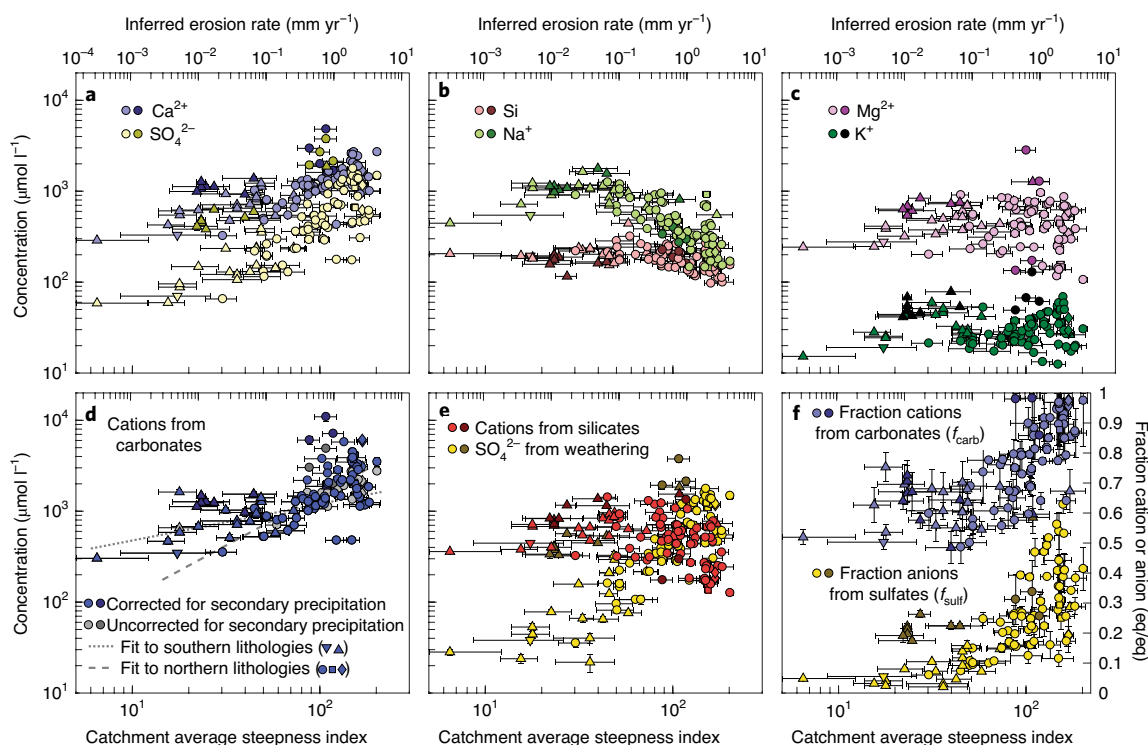 Inferred erosion rate (mm yr⁻¹) Inferred erosion rate (mm yr⁻¹) Inferred erosion rate (mm yr⁻¹)
10⁻⁴ 10⁻³ 10⁻² 10⁻¹ 10⁰ 10¹ 10⁻³ 10⁻² 10⁻¹ 10⁰ 10¹ 10⁻³ 10⁻² 10⁻¹ 10⁰ 10¹
Concentration (µmol l⁻¹)
10⁴
10³
10²
10¹
a
Ca²⁺
SO₄²⁻
b
Si
Na⁺
c
Mg²⁺
K⁺
Concentration (µmol l⁻¹)
10⁴
10³
10²
10¹
d
Cations from
carbonates
Corrected for secondary precipitation
Uncorrected for secondary precipitation
Fit to southern lithologies (▼▲)
Fit to northern lithologies (●■◆)
e
Cations from silicates
SO₄²⁻ from weathering
f
Fraction cations
from carbonates (f_carb)
Fraction anions
from sulfates (f_sulf)
1
0.9
0.8
0.7
0.6
0.5
0.4
0.3
0.2
0.1
0
Fraction cation or anion (eq/eq)
10¹ 10² 10¹ 10² 10¹ 10²
Catchment average steepness index Catchment average steepness index Catchment average steepness index